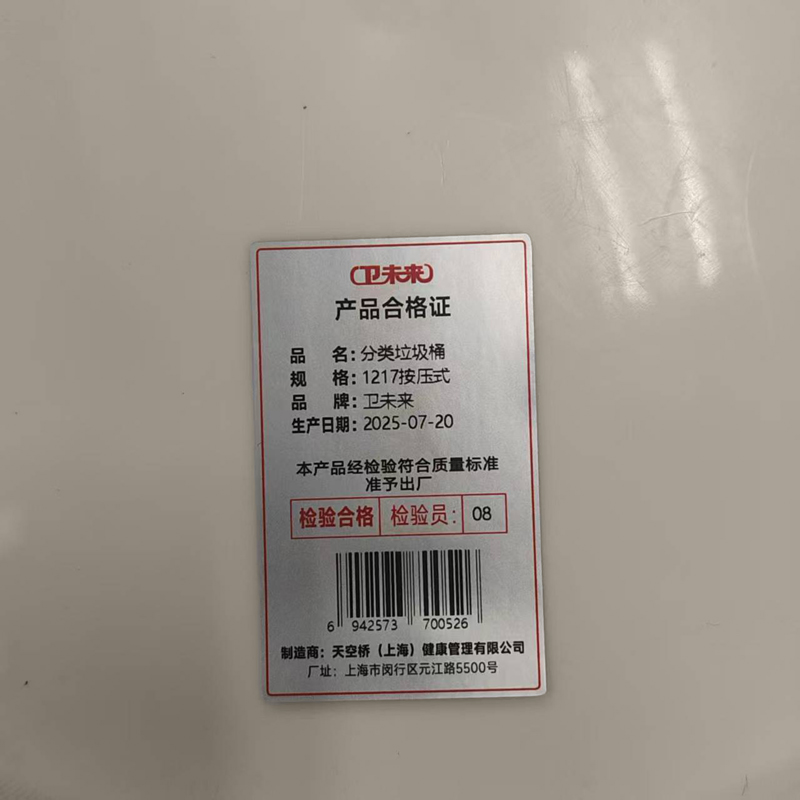 卫未来
产品合格证
品 名：分类垃圾桶
规 格：1217按压式
品 牌：卫未来
生产日期：2025-07-20
本产品经检验符合质量标准
准予出厂
检验合格 检验员： 08
6 942573 700526
制造商：天空桥（上海）健康管理有限公司
厂址：上海市闵行区元江路5500号